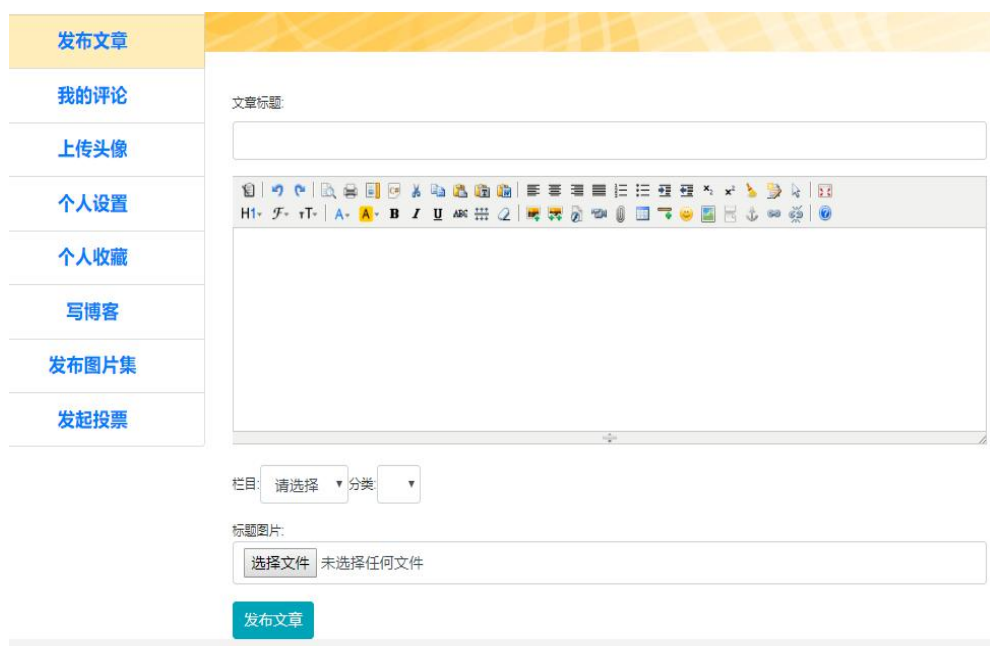 发布文章
我的评论
上传头像
个人设置
个人收藏
写博客
发布图片集
发起投票
文章标题:
H1 F тT A A B I U ABC
栏目: 请选择 分类:
标题图片:
选择文件 未选择任何文件
发布文章